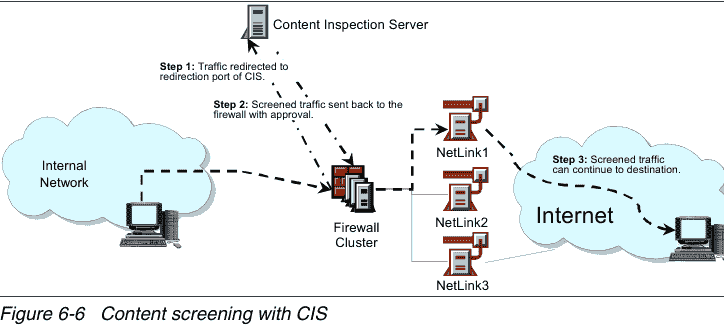 Content Inspection Server
Step 1: Traffic redirected to
redirection port of CIS.
Step 2: Screened traffic sent back to the
firewall with approval.
Internal
Network
Firewall
Cluster
NetLink1
NetLink2
NetLink3
Step 3: Screened traffic
can continue to destination.
Internet
Figure 6-6 Content screening with CIS